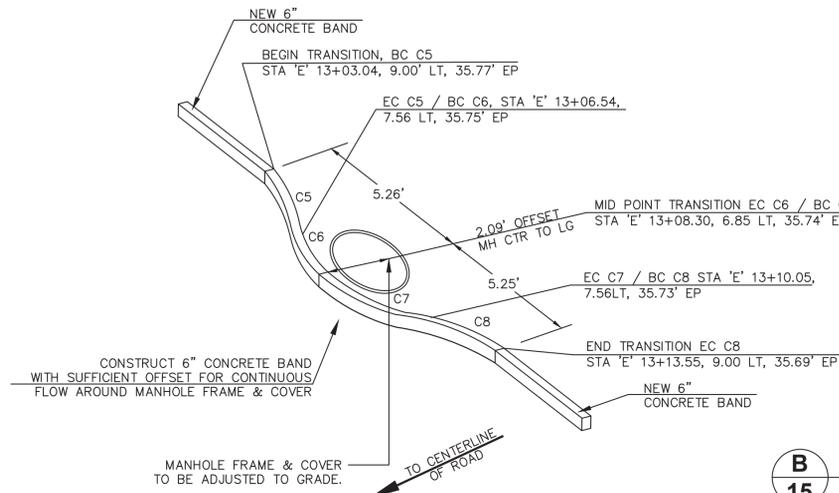 NEW 6"
CONCRETE BAND
BEGIN TRANSITION, BC C5
STA 'E' 13+03.04, 9.00' LT, 35.77' EP
EC C5 / BC C6, STA 'E' 13+06.54,
7.56 LT, 35.75' EP
C5
5.26'
C6
2.09' OFFSET
MH CTR TO LG
MID POINT TRANSITION EC C6 / BC
STA 'E' 13+08.30, 6.85 LT, 35.74'
5.25'
C7
EC C7 / BC C8 STA 'E' 13+10.05,
7.56LT, 35.73' EP
C8
END TRANSITION EC C8
STA 'E' 13+13.55, 9.00 LT, 35.69' EP
CONSTRUCT 6" CONCRETE BAND
WITH SUFFICIENT OFFSET FOR CONTINUOUS
FLOW AROUND MANHOLE FRAME & COVER
NEW 6"
CONCRETE BAND
MANHOLE FRAME & COVER
TO BE ADJUSTED TO GRADE.
TO CENTERLINE
OF ROAD
B
15